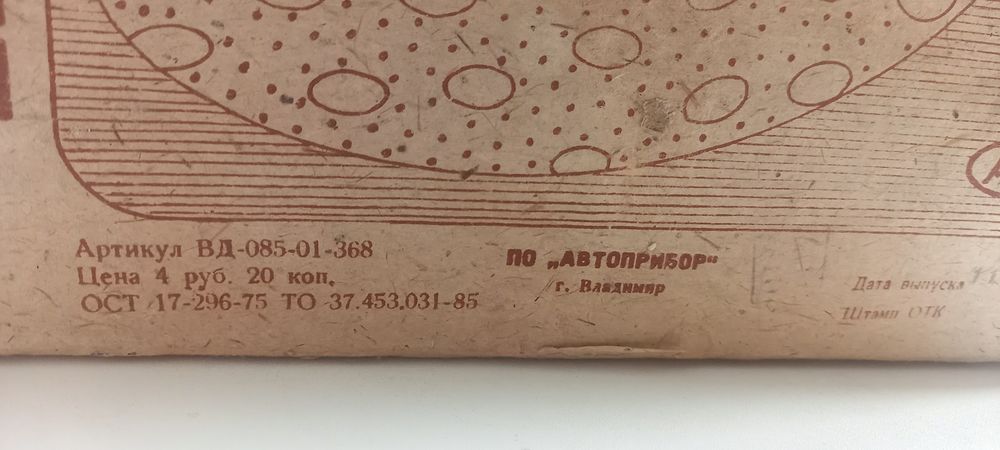 Артикул ВД-085-01-368
Цена 4 руб. 20 коп.
ОСТ 17-296-75 ТО 37.453.031-85
ПО „АВТОПРИБОР“
г. Владимир
Дата выпуска
Штамп ОТК